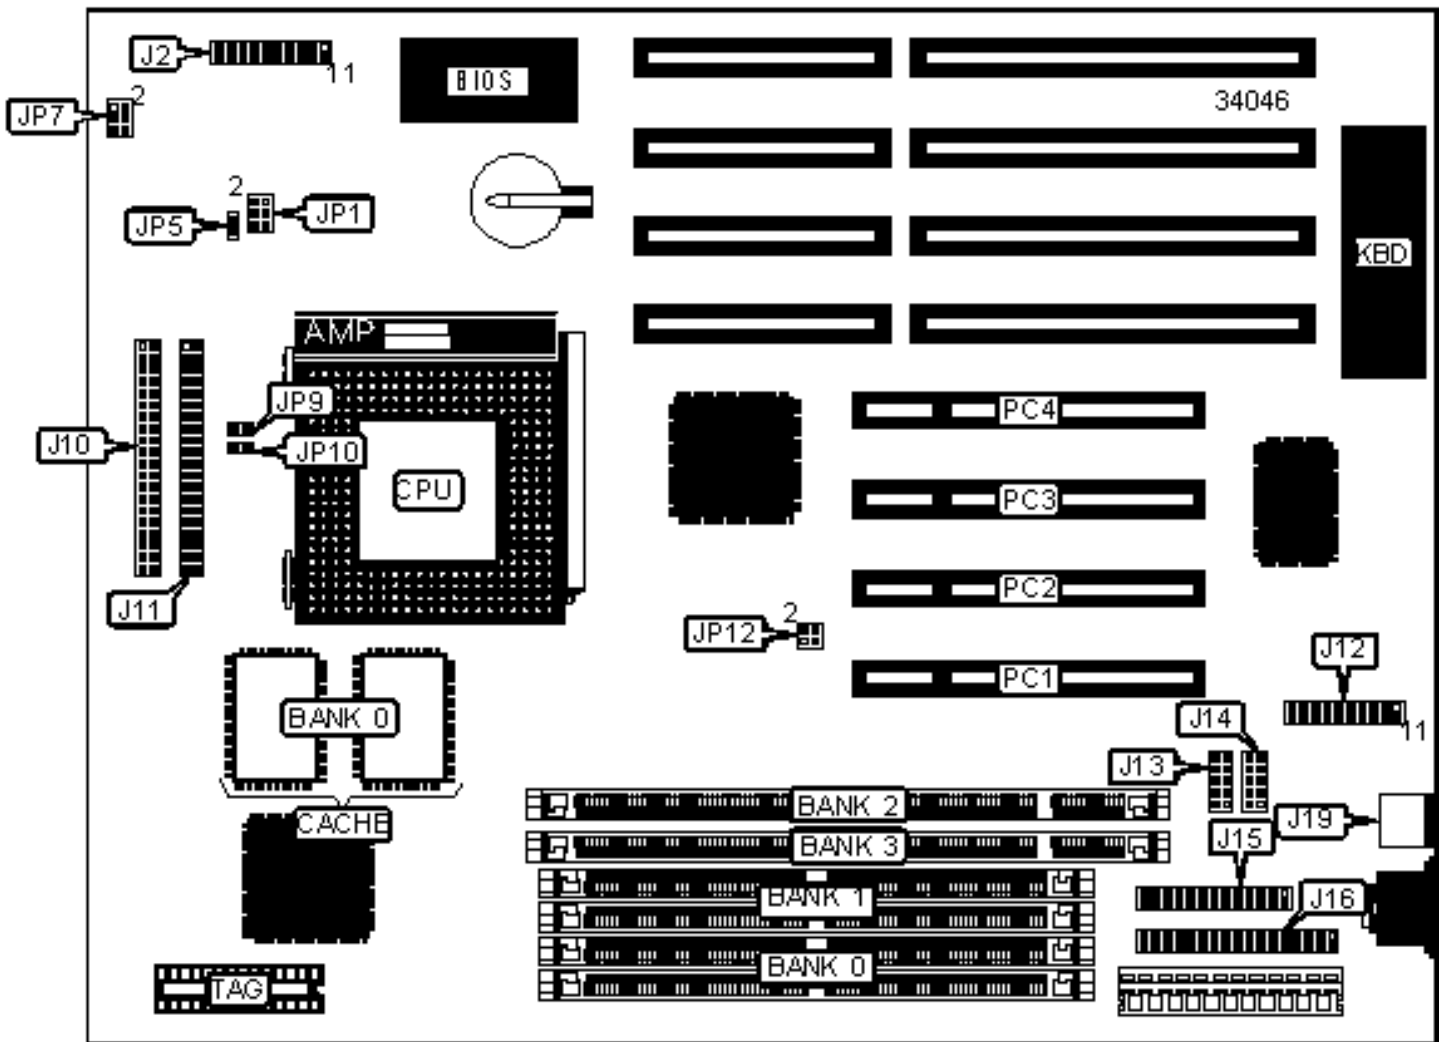 J2
11
BIOS
34046
2
JP7
2
JP5
JP1
KBD
AMP
JP9
PC4
J10
JP10
CPU
PC3
J11
PC2
2
JP12
J12
PC1
BANK 0
J14
11
J13
BANK 2
CACHE
J19
BANK 3
J15
BANK 1
J16
BANK 0
TAG